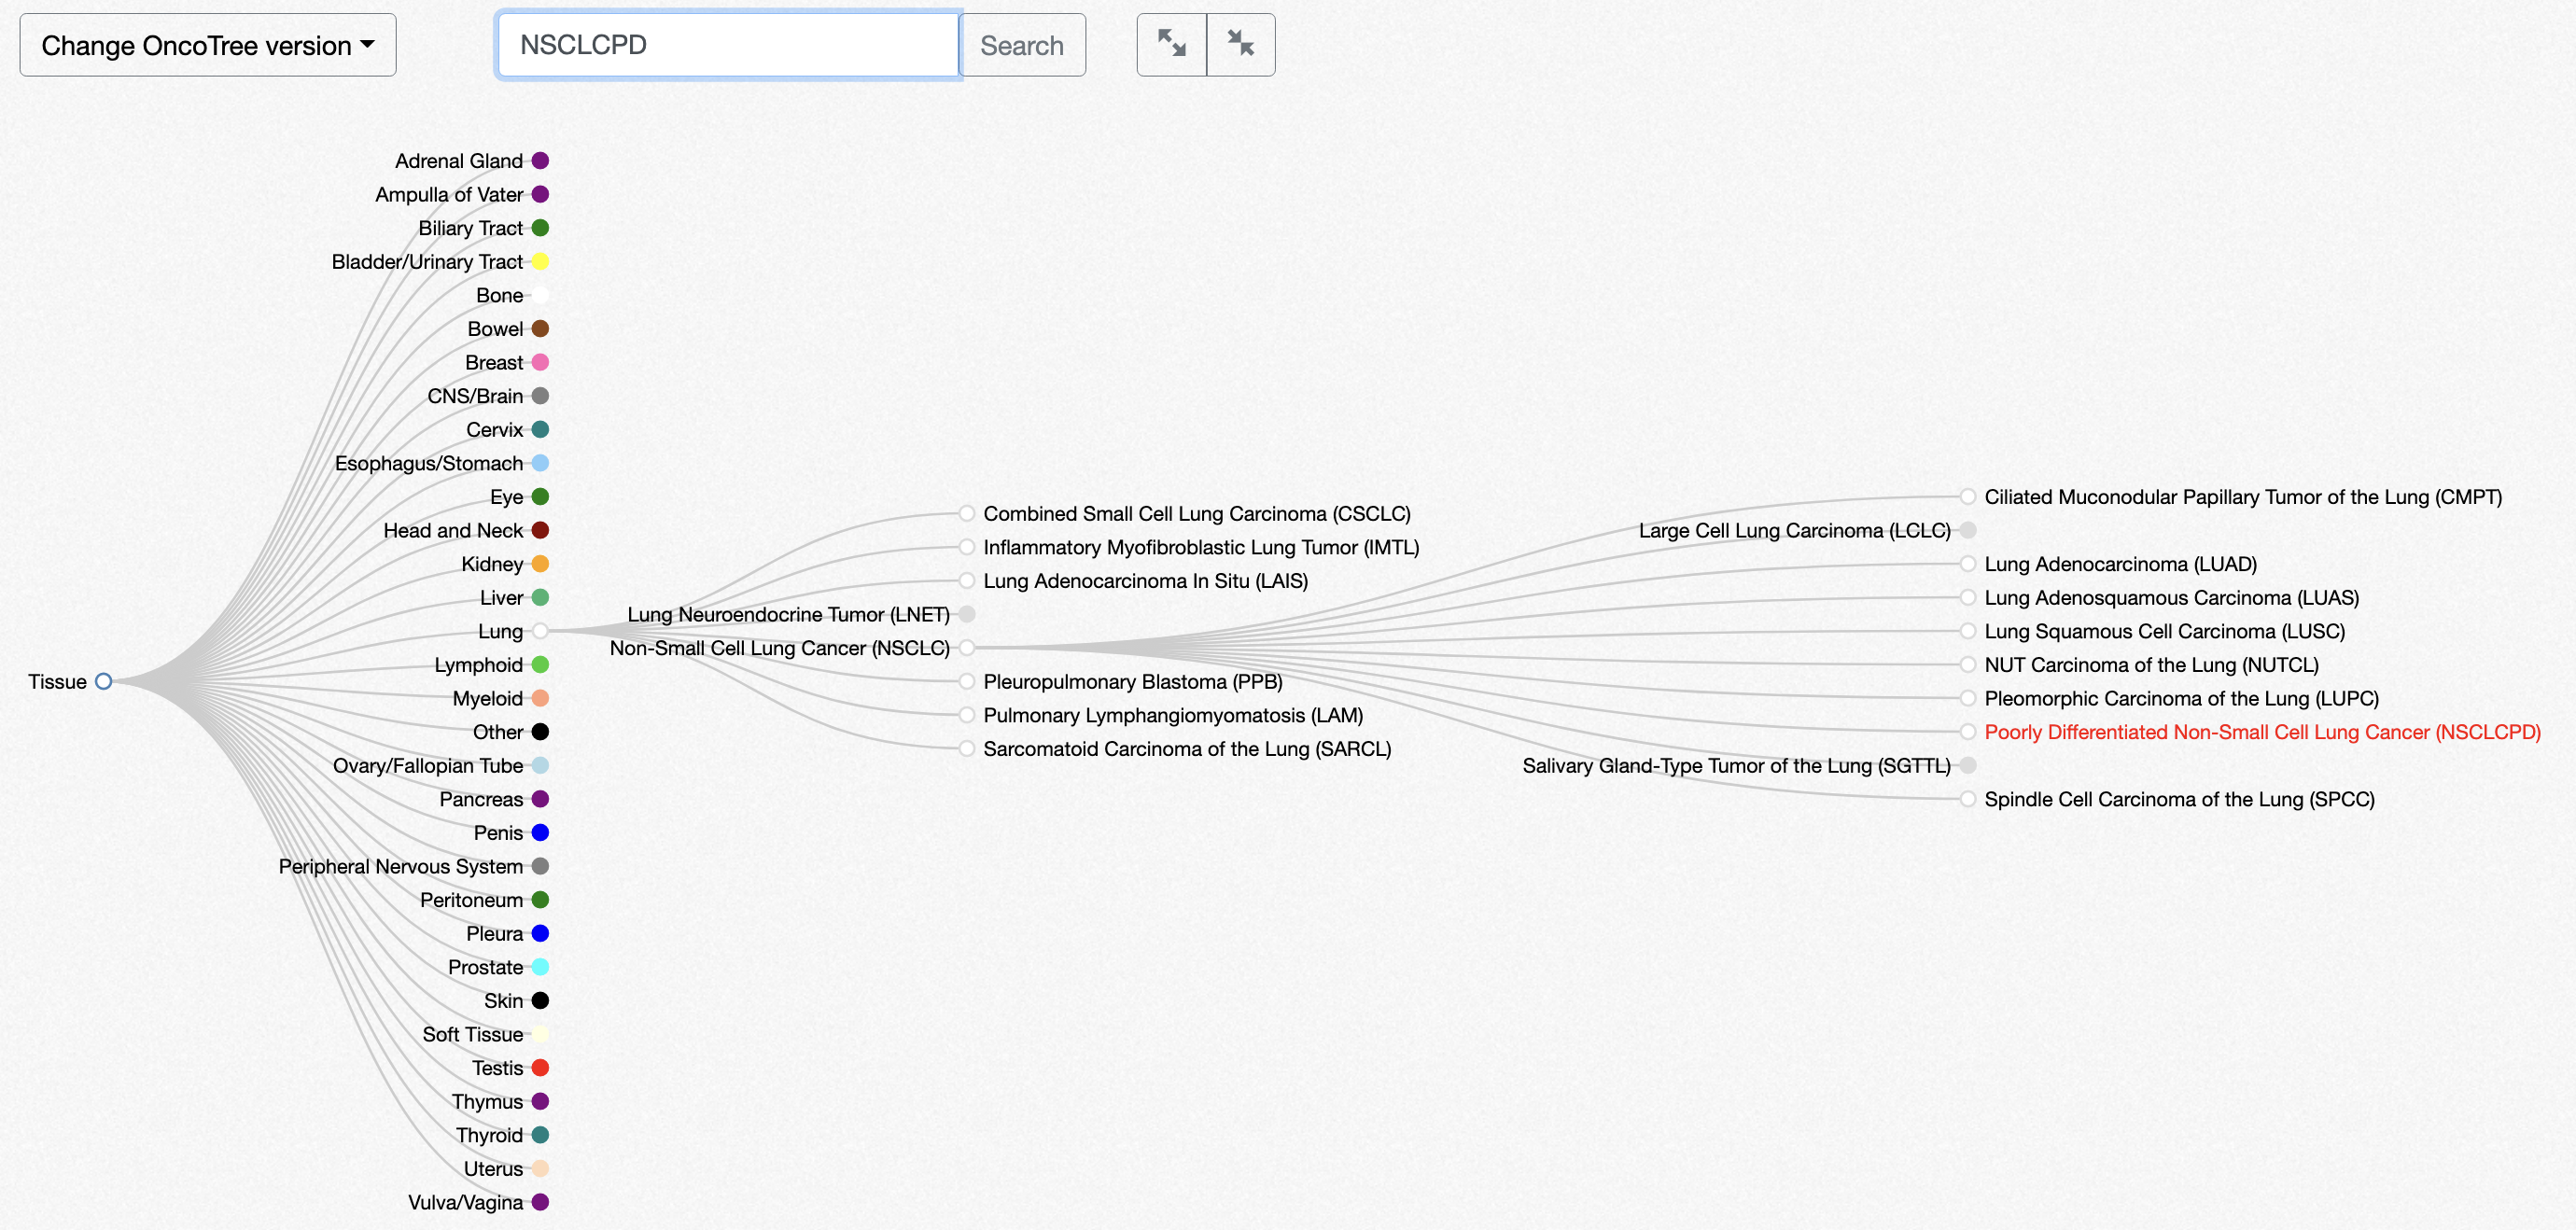 Change OncoTree version
NSCLCPD
Search
Tissue
Adrenal Gland
Ampulla of Vater
Biliary Tract
Bladder/Urinary Tract
Bone
Bowel
Breast
CNS/Brain
Cervix
Esophagus/Stomach
Eye
Head and Neck
Kidney
Liver
Lung
Lymphoid
Myeloid
Other
Ovary/Fallopian Tube
Pancreas
Penis
Peripheral Nervous System
Peritoneum
Pleura
Prostate
Skin
Soft Tissue
Testis
Thymus
Thyroid
Uterus
Vulva/Vagina
Combined Small Cell Lung Carcinoma (CSCLC)
Inflammatory Myofibroblastic Lung Tumor (IMTL)
Lung Adenocarcinoma In Situ (LAIS)
Lung Neuroendocrine Tumor (LNET)
Non-Small Cell Lung Cancer (NSCLC)
Pleuropulmonary Blastoma (PPB)
Pulmonary Lymphangiomyomatosis (LAM)
Sarcomatoid Carcinoma of the Lung (SARCL)
Ciliated Muconodular Papillary Tumor of the Lung (CMPT)
Large Cell Lung Carcinoma (LCLC)
Lung Adenocarcinoma (LUAD)
Lung Adenosquamous Carcinoma (LUAS)
Lung Squamous Cell Carcinoma (LUSC)
NUT Carcinoma of the Lung (NUTCL)
Pleomorphic Carcinoma of the Lung (LUPC)
Poorly Differentiated Non-Small Cell Lung Cancer (NSCLCPD)
Salivary Gland-Type Tumor of the Lung (SGTTL)
Spindle Cell Carcinoma of the Lung (SPCC)